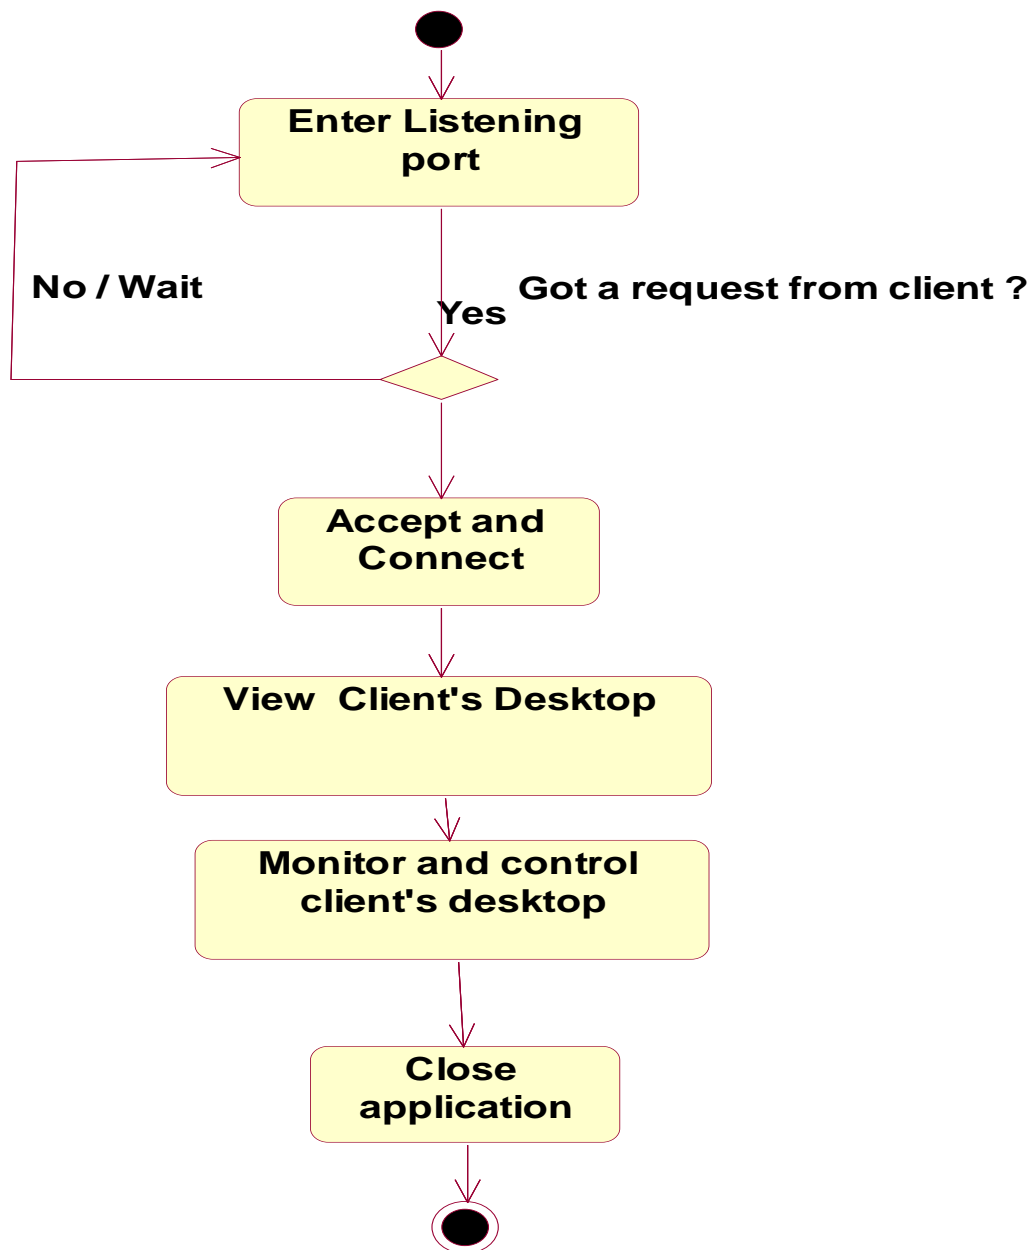 Enter Listening
port
No / Wait
Got a request from client ?
Yes
Accept and
Connect
View  Client's Desktop
Monitor and control
client's desktop
Close
application